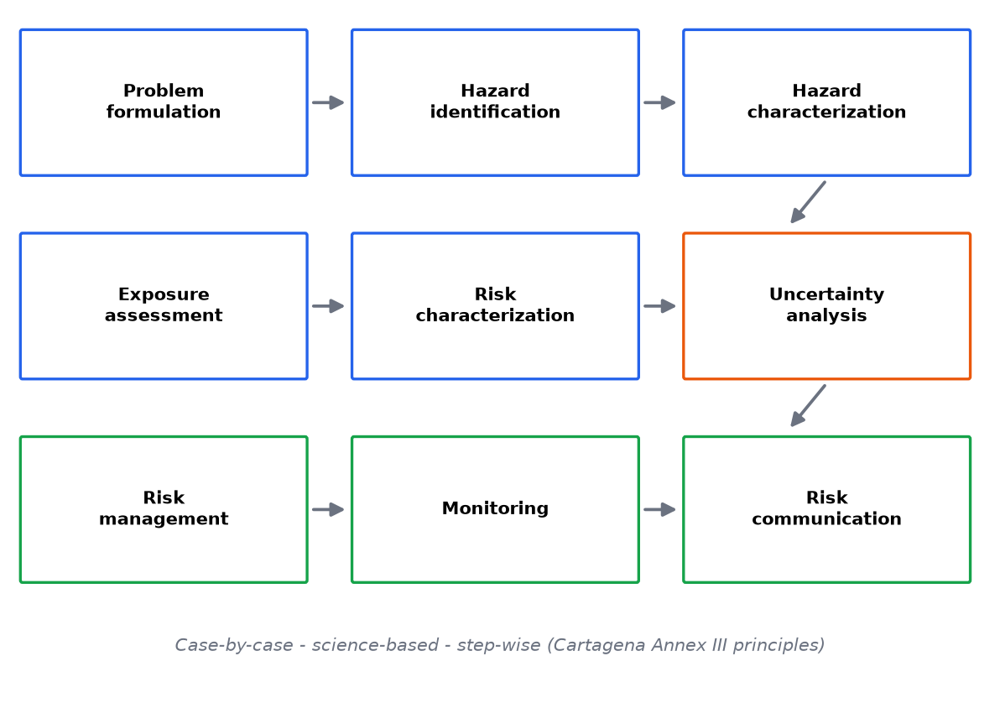 Problem
formulation
Hazard
identification
Hazard
characterization
Exposure
assessment
Risk
characterization
Uncertainty
analysis
Risk
management
Monitoring
Risk
communication
Case-by-case - science-based - step-wise (Cartagena Annex III principles)